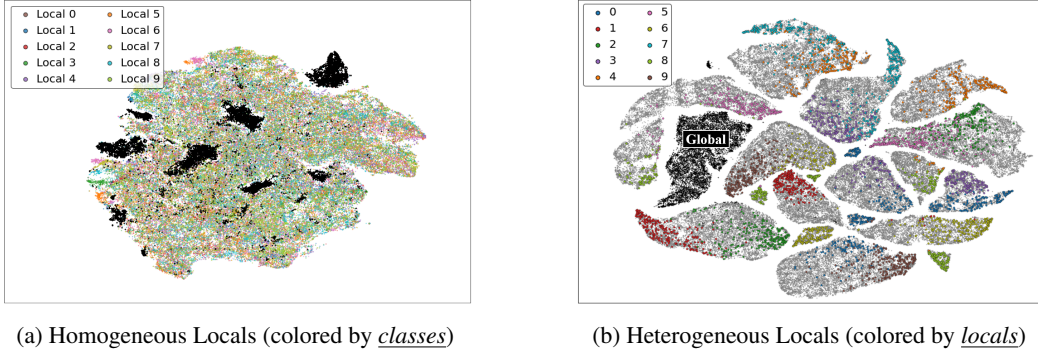 Local 0 Local 5
Local 1 Local 6
Local 2 Local 7
Local 3 Local 8
Local 4 Local 9
0 5
1 6
2 7
3 8
4 9
Global
(a) Homogeneous Locals (colored by classes)
(b) Heterogeneous Locals (colored by locals)